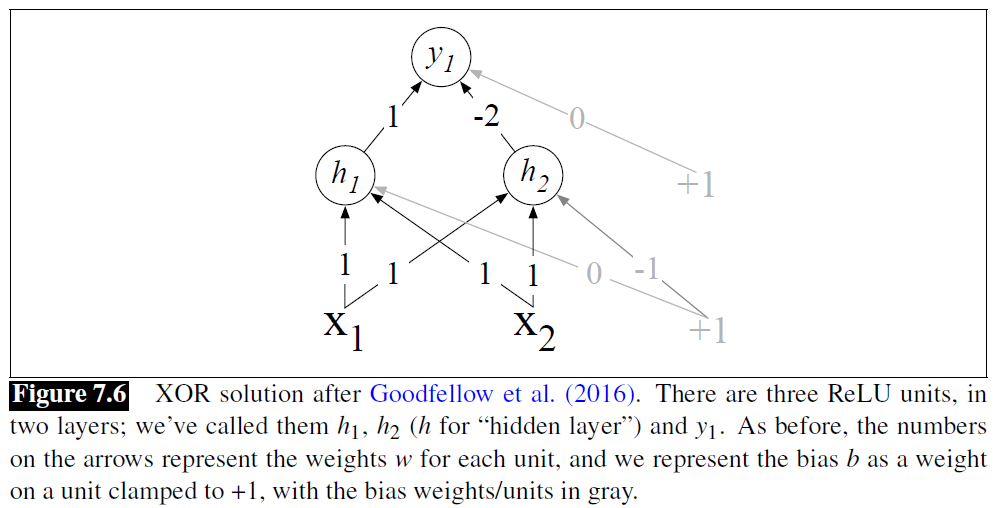 y1
1 -2 0
h1 h2 +1
1 1 1 1 0 -1
x1 x2 +1
Figure 7.6 XOR solution after Goodfellow et al. (2016). There are three ReLU units, in
two layers; we've called them h1, h2 (h for “hidden layer”) and y1. As before, the numbers
on the arrows represent the weights w for each unit, and we represent the bias b as a weight
on a unit clamped to +1, with the bias weights/units in gray.